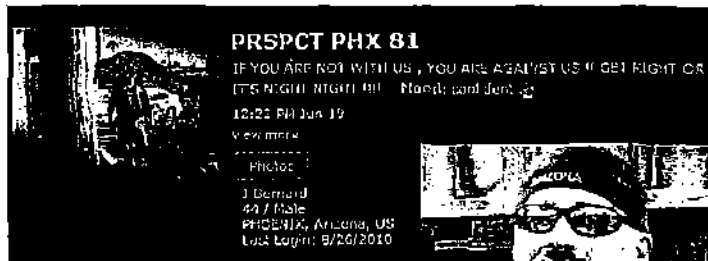 PRSPCT PHX 81
IF YOU ARE NOT WITH US , YOU ARE AGAINST US !! GET RIGHT OR
ITS NIGHT NIGHT !!! Mood: confident
12:22 PM Jun 19
view more
Photos
J Bernard
44 / Male
PHOENIX, Arizona, US
Last Login: 8/20/2010